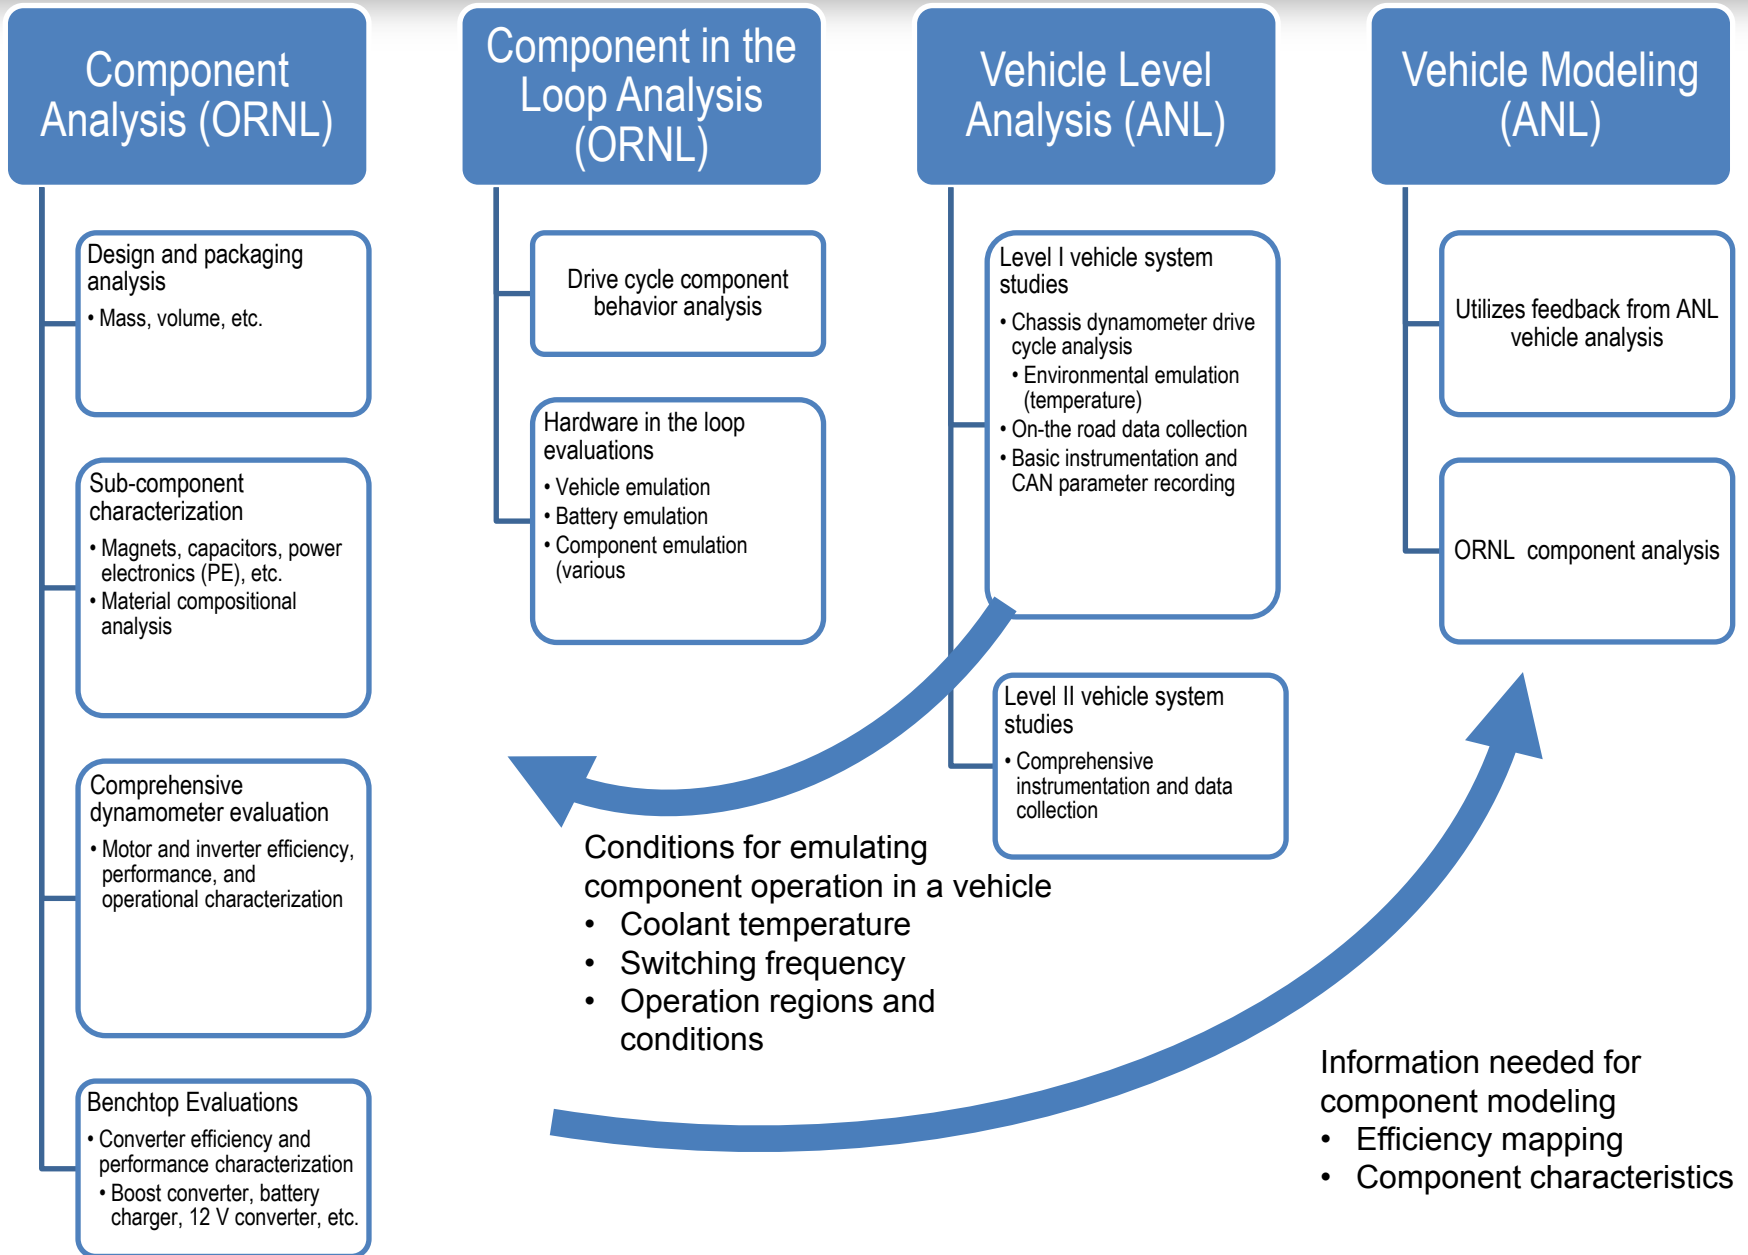 Component
Analysis (ORNL)
Design and packaging
analysis
• Mass, volume, etc.
Sub-component
characterization
• Magnets, capacitors, power
electronics (PE), etc.
• Material compositional
analysis
Comprehensive
dynamometer evaluation
• Motor and inverter efficiency,
performance, and
operational characterization
Benchtop Evaluations
• Converter efficiency and
performance characterization
• Boost converter, battery
charger, 12 V converter, etc.
Component in the
Loop Analysis
(ORNL)
Drive cycle component
behavior analysis
Hardware in the loop
evaluations
• Vehicle emulation
• Battery emulation
• Component emulation
(various
Vehicle Level
Analysis (ANL)
Level I vehicle system
studies
• Chassis dynamometer drive
cycle analysis
• Environmental emulation
(temperature)
• On-the road data collection
• Basic instrumentation and
CAN parameter recording
Level II vehicle system
studies
• Comprehensive
instrumentation and data
collection
Vehicle Modeling
(ANL)
Utilizes feedback from ANL
vehicle analysis
ORNL component analysis
Conditions for emulating
component operation in a vehicle
• Coolant temperature
• Switching frequency
• Operation regions and
conditions
Information needed for
component modeling
• Efficiency mapping
• Component characteristics